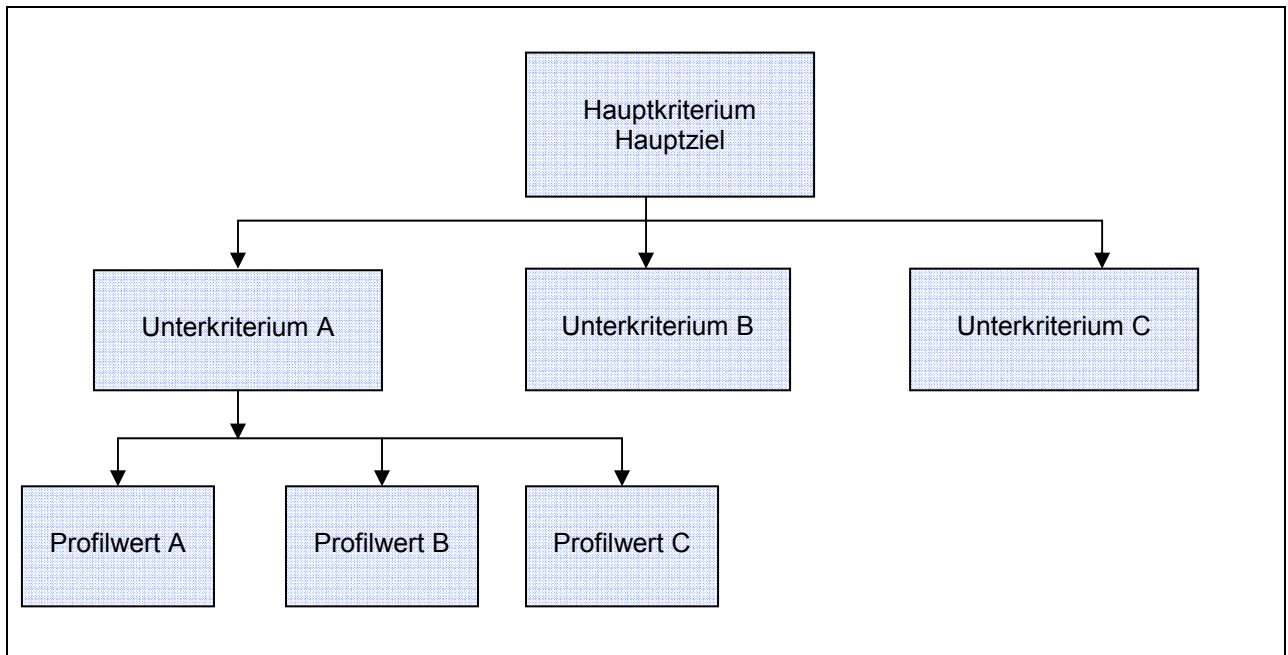 Hauptkriterium
Hauptziel
Unterkriterium A
Unterkriterium B
Unterkriterium C
Profilwert A
Profilwert B
Profilwert C